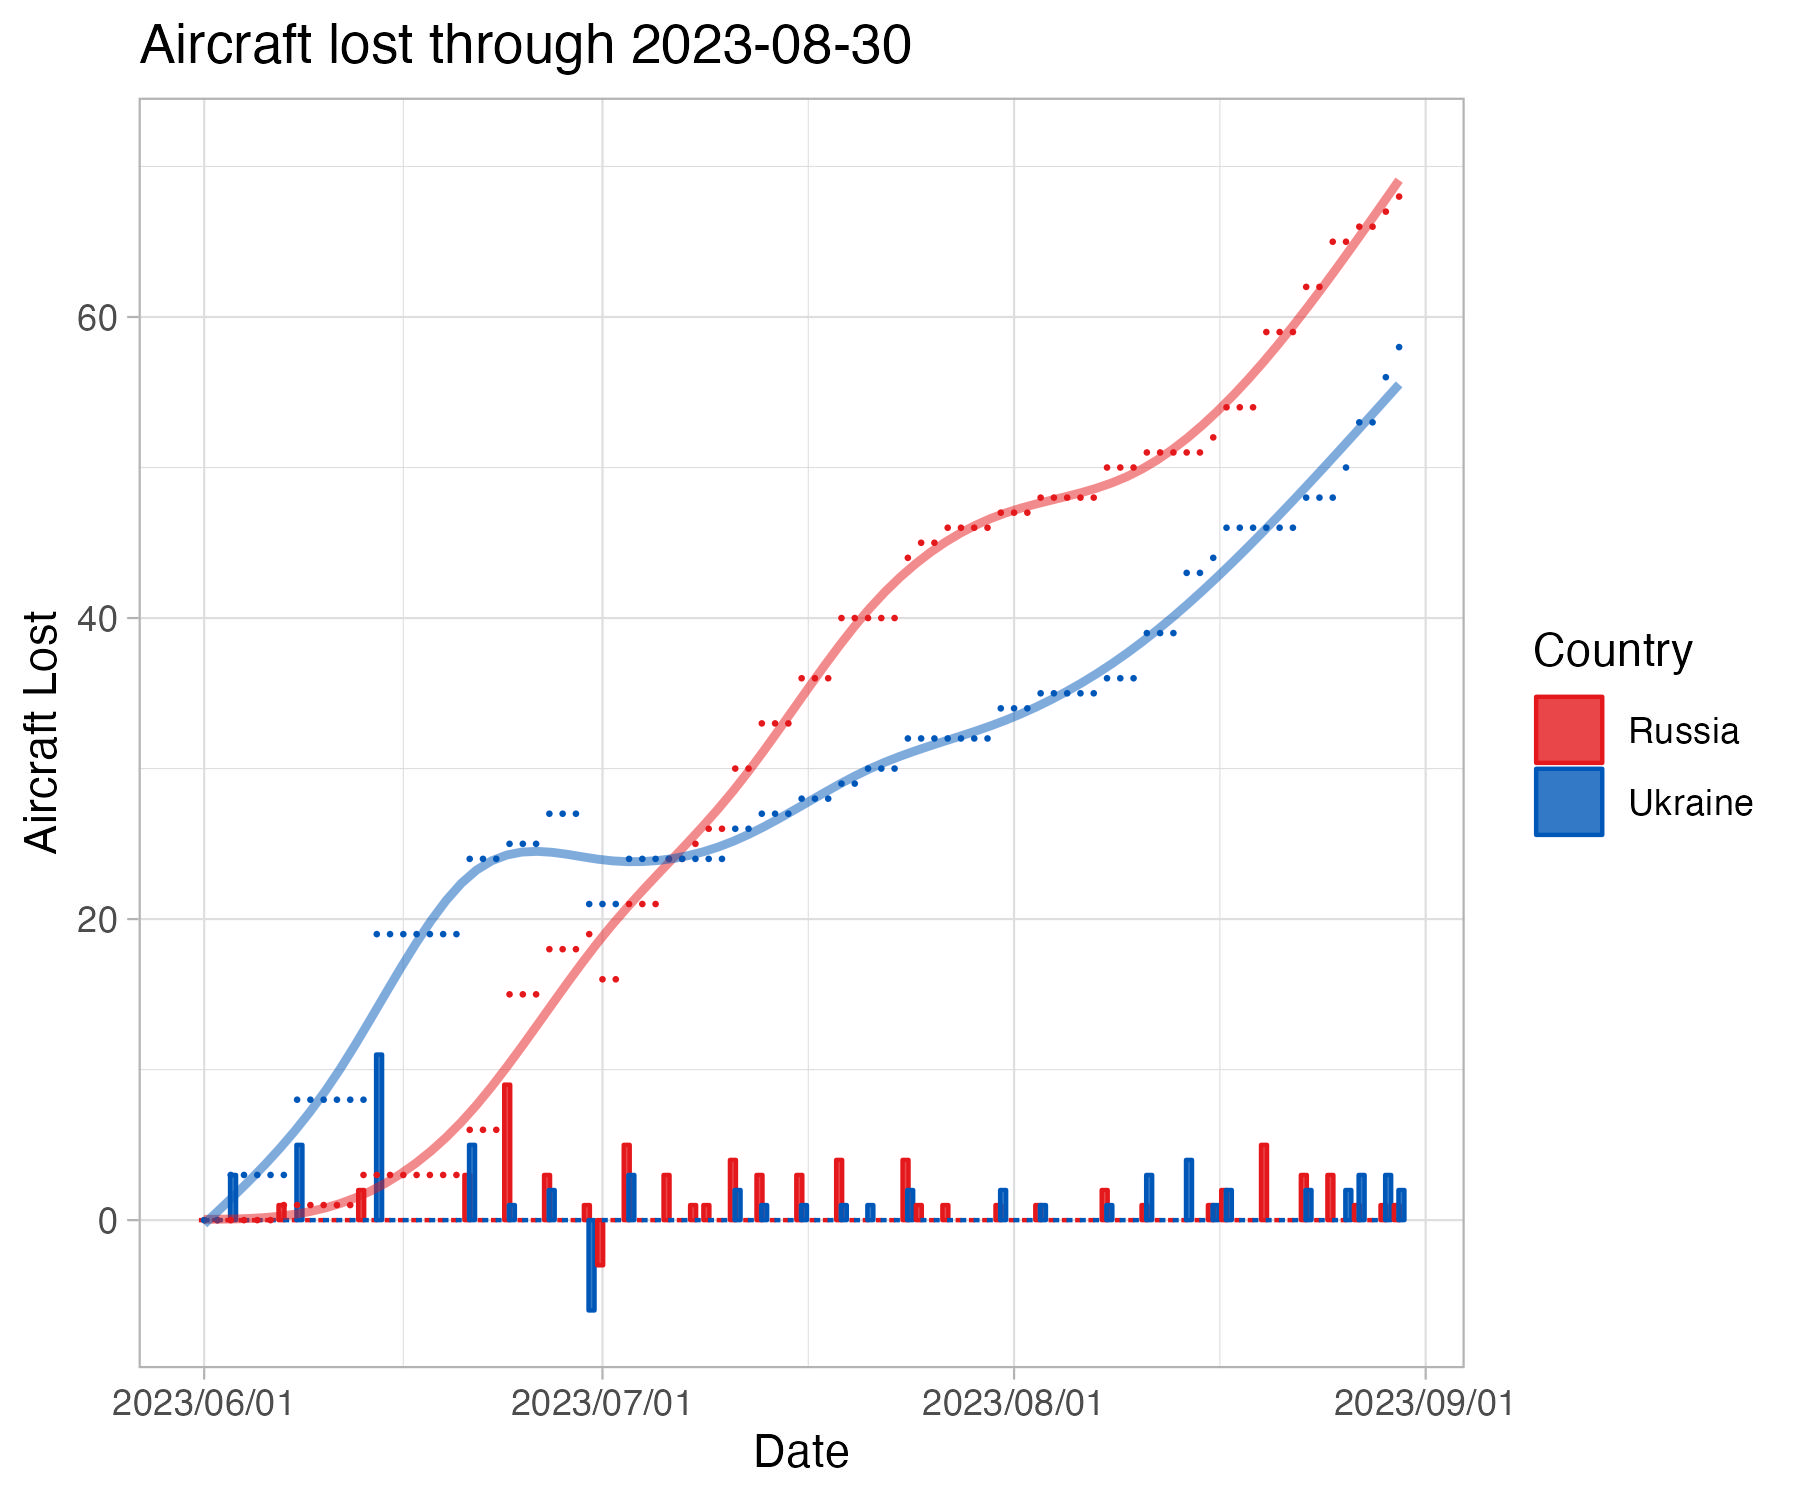 Aircraft lost through 2023-08-30
Aircraft Lost
60
40
20
0
2023/06/01
2023/07/01
2023/08/01
2023/09/01
Date
Country
Russia
Ukraine